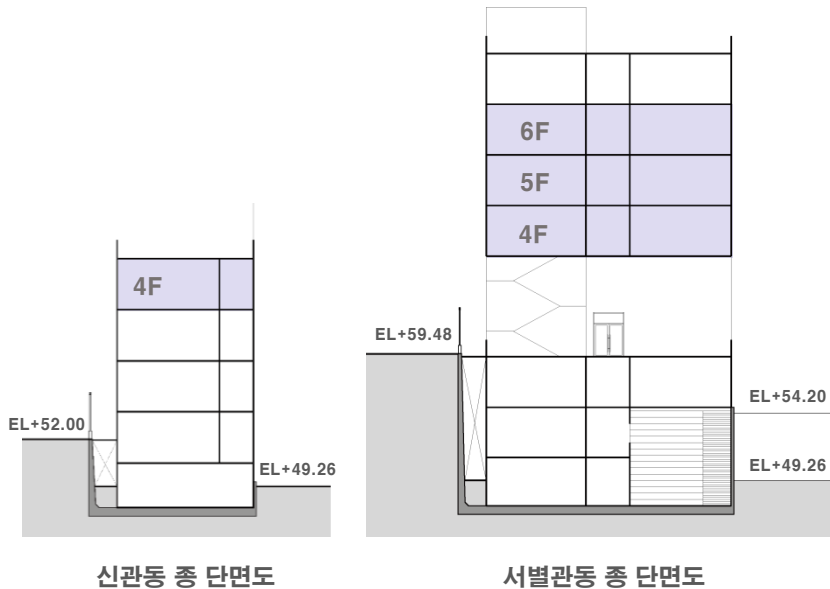 6F
5F
4F
4F
EL+59.48
EL+54.20
EL+52.00
EL+49.26
EL+49.26
신관동 종 단면도
서별관동 종 단면도